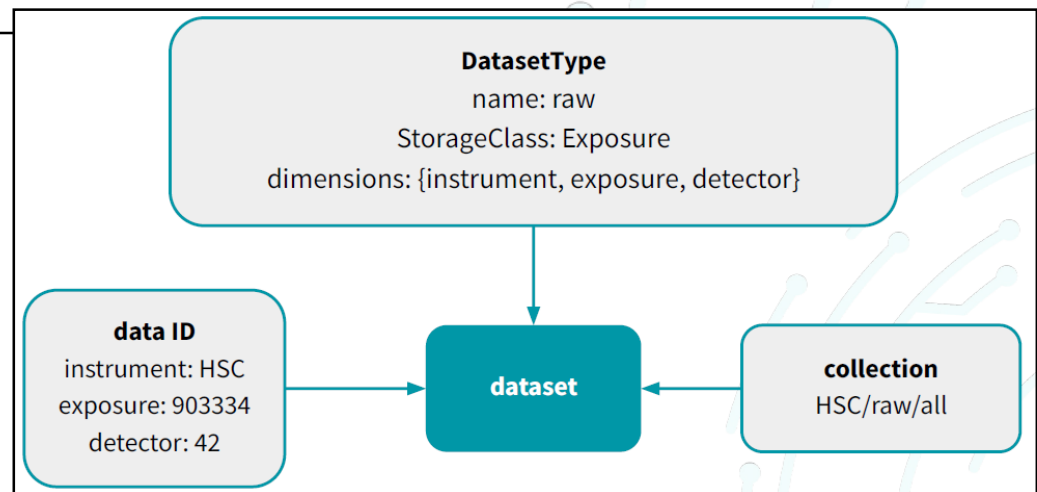 DatasetType
name: raw
StorageClass: Exposure
dimensions: {instrument, exposure, detector}
data ID
instrument: HSC
exposure: 903334
detector: 42
dataset
collection
HSC/raw/all